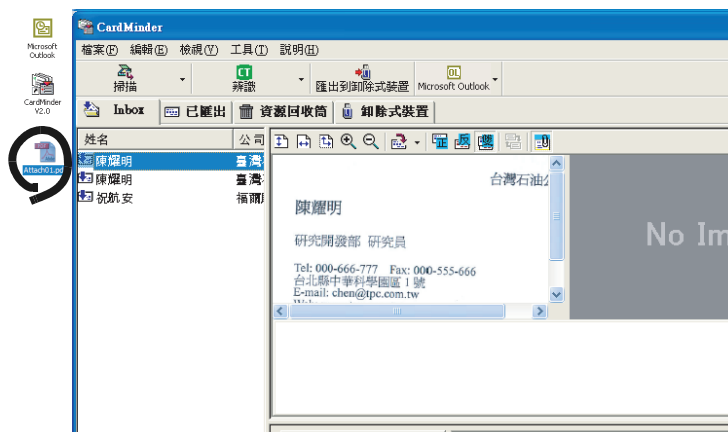 Microsoft
Outlook
CardMinder
V2.0
Attach01.pd
CardMinder
檔案(F) 編輯(E) 檢視(V) 工具(T) 說明(H)
掃描
辨識
匯出到卸除式裝置
Microsoft Outlook
Inbox
已匯出
資源回收筒
卸除式裝置
姓名
公司
陳耀明 臺灣
陳耀明 臺灣
祝航安 福爾
台灣石油公
陳耀明
研究開發部 研究員
Tel: 000-666-777 Fax: 000-555-666
台北縣中華科學園區 1 號
E-mail: chen@tpc.com.tw
No Im